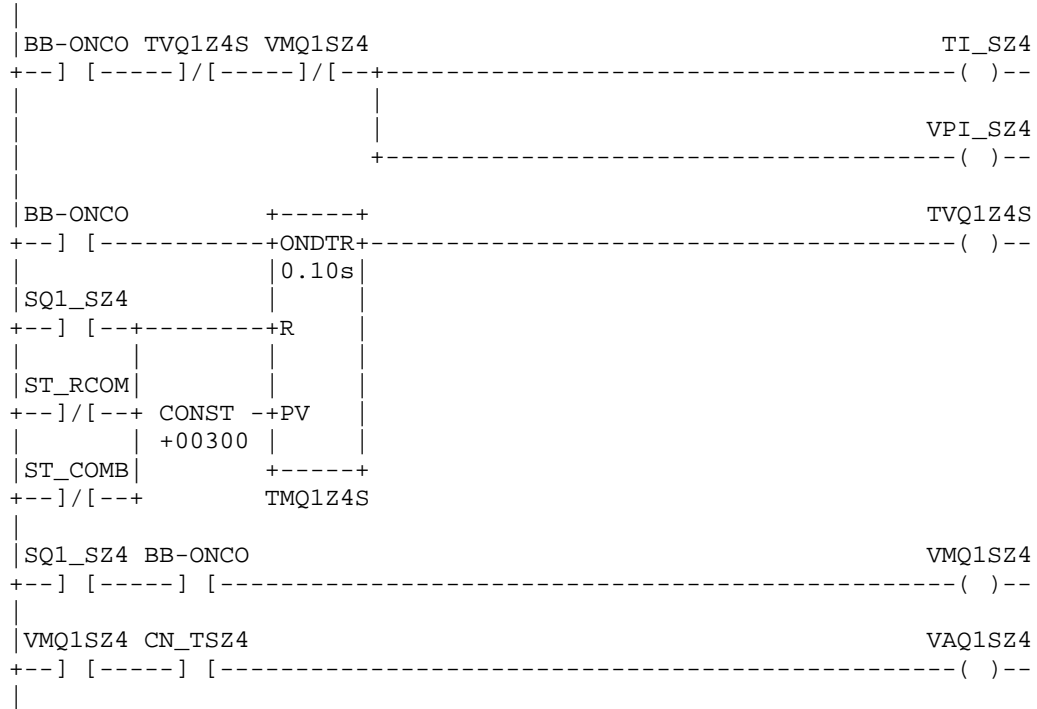 |
|BB-ONCO TVQ1Z4S VMQ1SZ4                                      TI_SZ4
+--] [-----]/[-----]/[--+--------------------------------------( )--
|                       |
|                       |                                    VPI_SZ4
|                       +--------------------------------------( )--
|
|BB-ONCO         +-----+                                     TVQ1Z4S
+--] [-----------+ONDTR+---------------------------------------( )--
|                |0.10s|
|SQ1_SZ4         |     |
+--] [--+--------+R    |
|       |        |     |
|ST_RCOM|        |     |
+--]/[--+ CONST -+PV   |
|       | +00300 |     |
|ST_COMB|        +-----+
+--]/[--+        TMQ1Z4S
|
|SQ1_SZ4 BB-ONCO                                             VMQ1SZ4
+--] [-----] [-------------------------------------------------( )--
|
|VMQ1SZ4 CN_TSZ4                                             VAQ1SZ4
+--] [-----] [-------------------------------------------------( )--
|